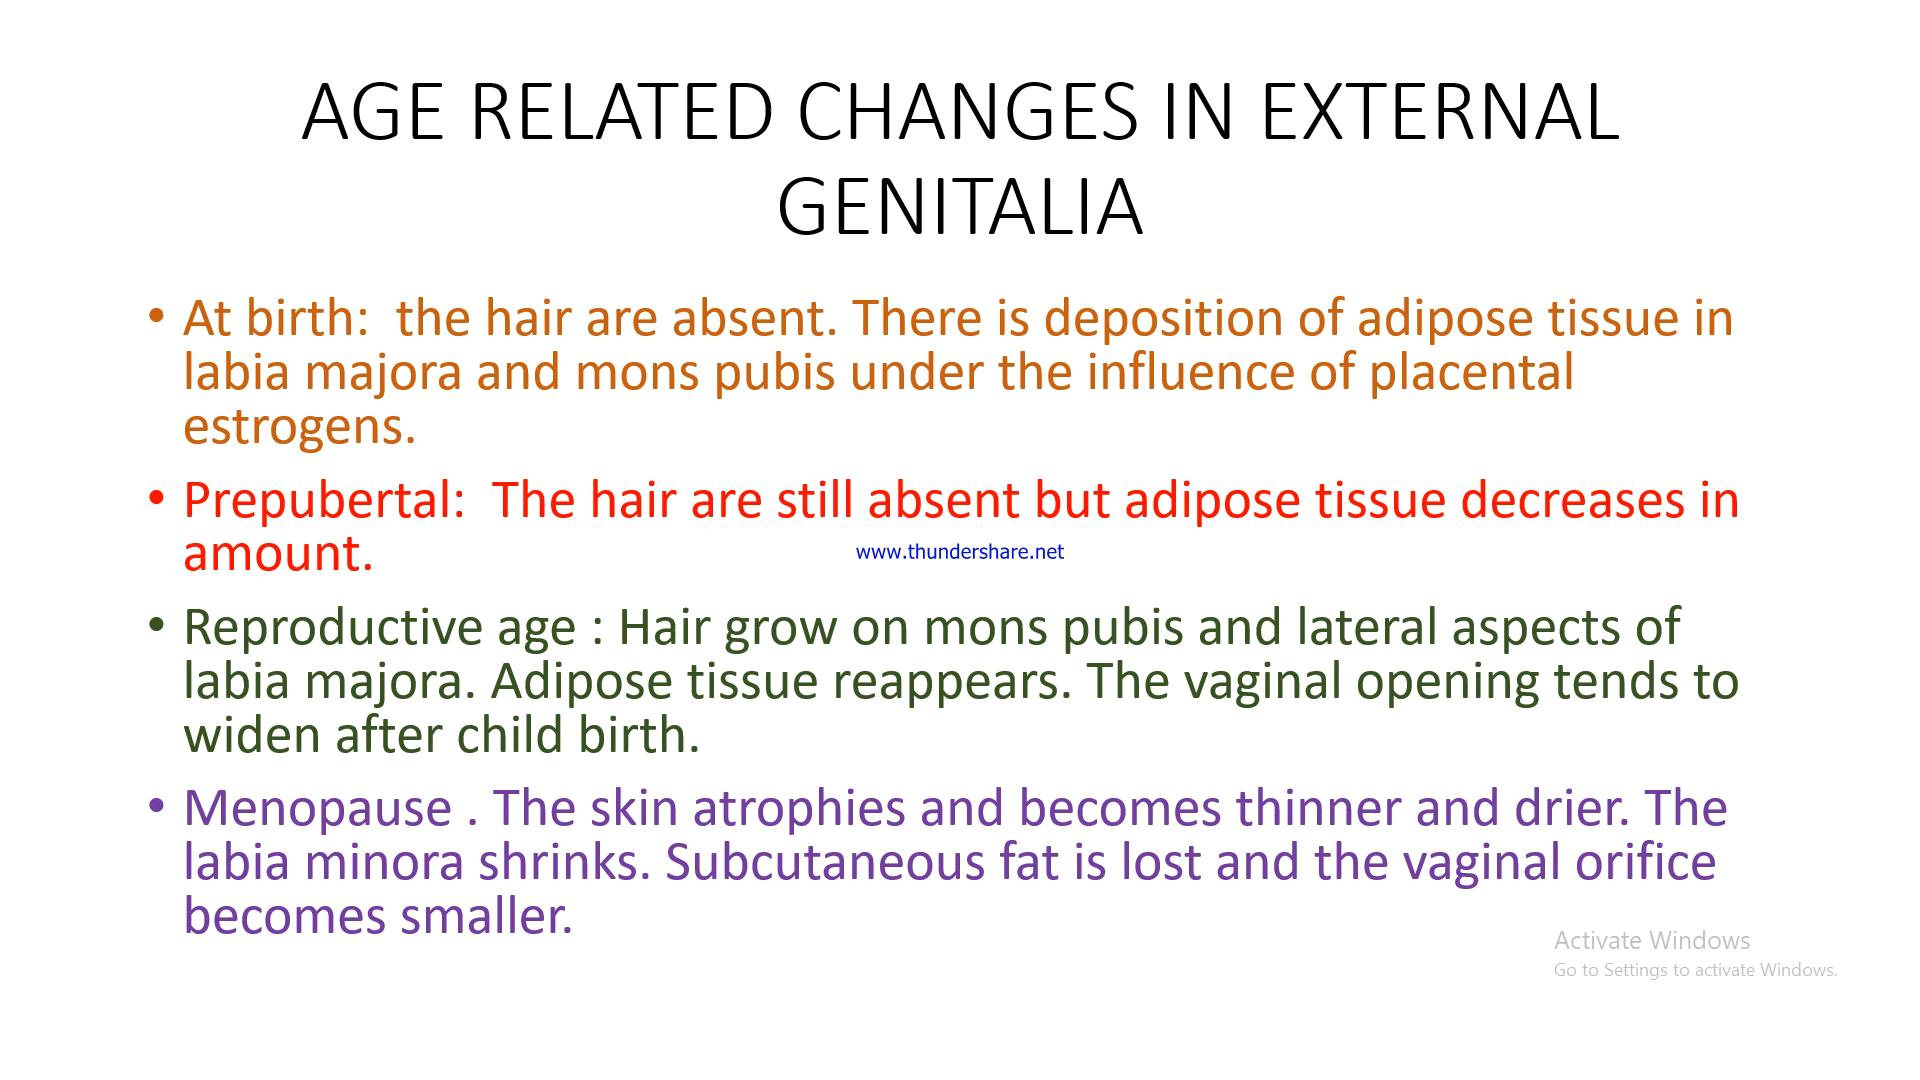 AGE RELATED CHANGES IN EXTERNAL
GENITALIA
• At birth:  the hair are absent. There is deposition of adipose tissue in
labia majora and mons pubis under the influence of placental
estrogens.
• Prepubertal:  The hair are still absent but adipose tissue decreases in
amount.
www.thundershare.net
• Reproductive age : Hair grow on mons pubis and lateral aspects of
labia majora. Adipose tissue reappears. The vaginal opening tends to
widen after child birth.
• Menopause . The skin atrophies and becomes thinner and drier. The
labia minora shrinks. Subcutaneous fat is lost and the vaginal orifice
becomes smaller.
Activate Windows
Go to Settings to activate Windows.